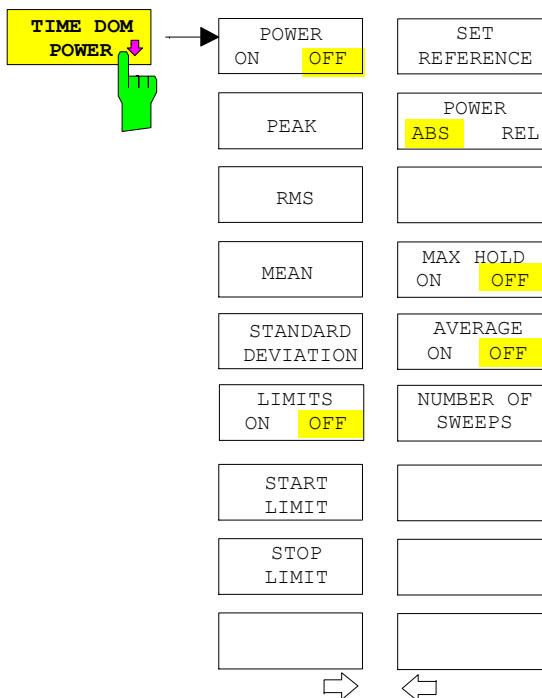 TIME DOM
POWER
POWER
ON OFF
PEAK
RMS
MEAN
STANDARD
DEVIATION
LIMITS
ON OFF
START
LIMIT
STOP
LIMIT
SET
REFERENCE
POWER
ABS REL
MAX HOLD
ON OFF
AVERAGE
ON OFF
NUMBER OF
SWEEPS